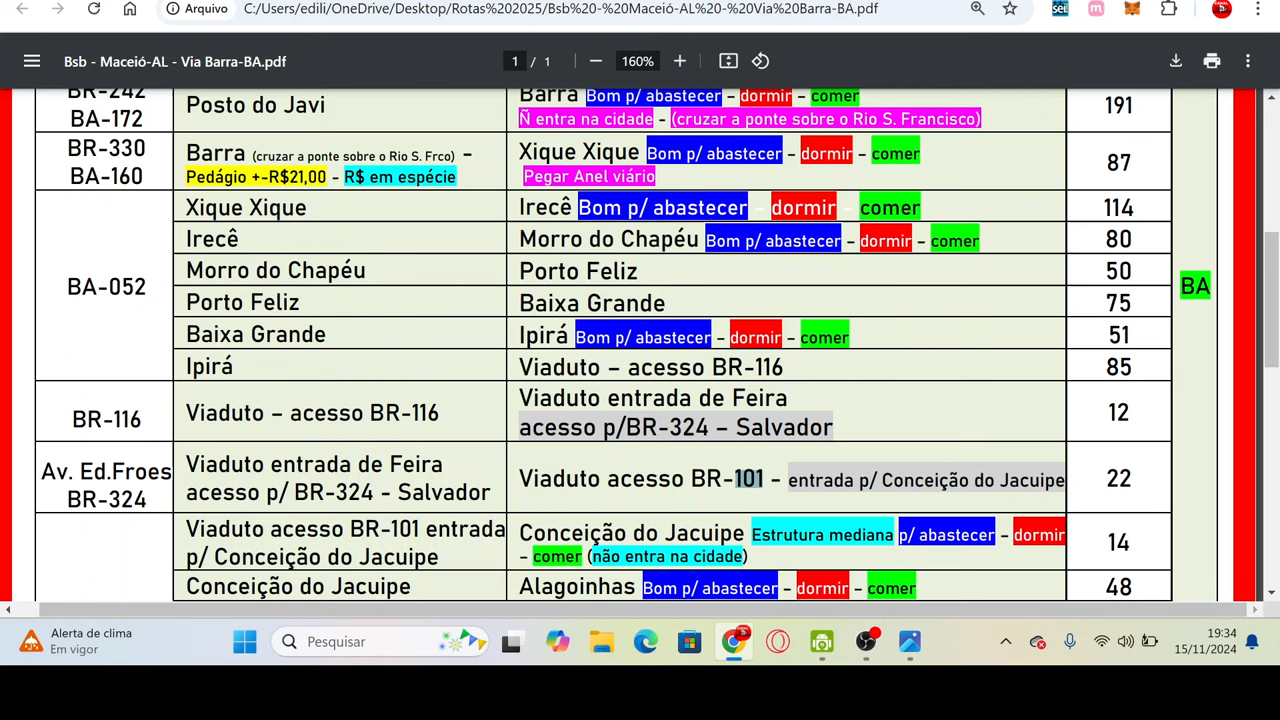 Arquivo C:/Users/edili/OneDrive/Desktop/Rotas%202025/Bsb%20-%20Maceió-AL%20-%20Via%20Barra-BA.pdf
Bsb - Maceió-AL - Via Barra-BA.pdf 1 / 1 − 160% +
BR-242
BA-172
Posto do Javi
Barra Bom p/ abastecer – dormir – comer
Ñ entra na cidade - (cruzar a ponte sobre o Rio S. Francisco)
191
BR-330
BA-160
Barra (cruzar a ponte sobre o Rio S. Frco) –
Pedágio +-R$21,00 - R$ em espécie
Xique Xique Bom p/ abastecer – dormir – comer
Pegar Anel viário
87
BA-052
Xique Xique
Irecê Bom p/ abastecer – dormir – comer
114
Irecê
Morro do Chapéu Bom p/ abastecer – dormir – comer
80
Morro do Chapéu
Porto Feliz
50
Porto Feliz
Baixa Grande
75
Baixa Grande
Ipirá Bom p/ abastecer – dormir – comer
51
Ipirá
Viaduto – acesso BR-116
85
BA
BR-116
Viaduto – acesso BR-116
Viaduto entrada de Feira
acesso p/BR-324 – Salvador
12
Av. Ed.Froes
BR-324
Viaduto entrada de Feira
acesso p/ BR-324 - Salvador
Viaduto acesso BR-101 - entrada p/ Conceição do Jacuipe
22
Viaduto acesso BR-101 entrada
p/ Conceição do Jacuipe
Conceição do Jacuipe Estrutura mediana p/ abastecer – dormir
– comer (não entra na cidade)
14
Conceição do Jacuipe
Alagoinhas Bom p/ abastecer – dormir – comer
48
Alerta de clima
Em vigor
Pesquisar
19:34
15/11/2024